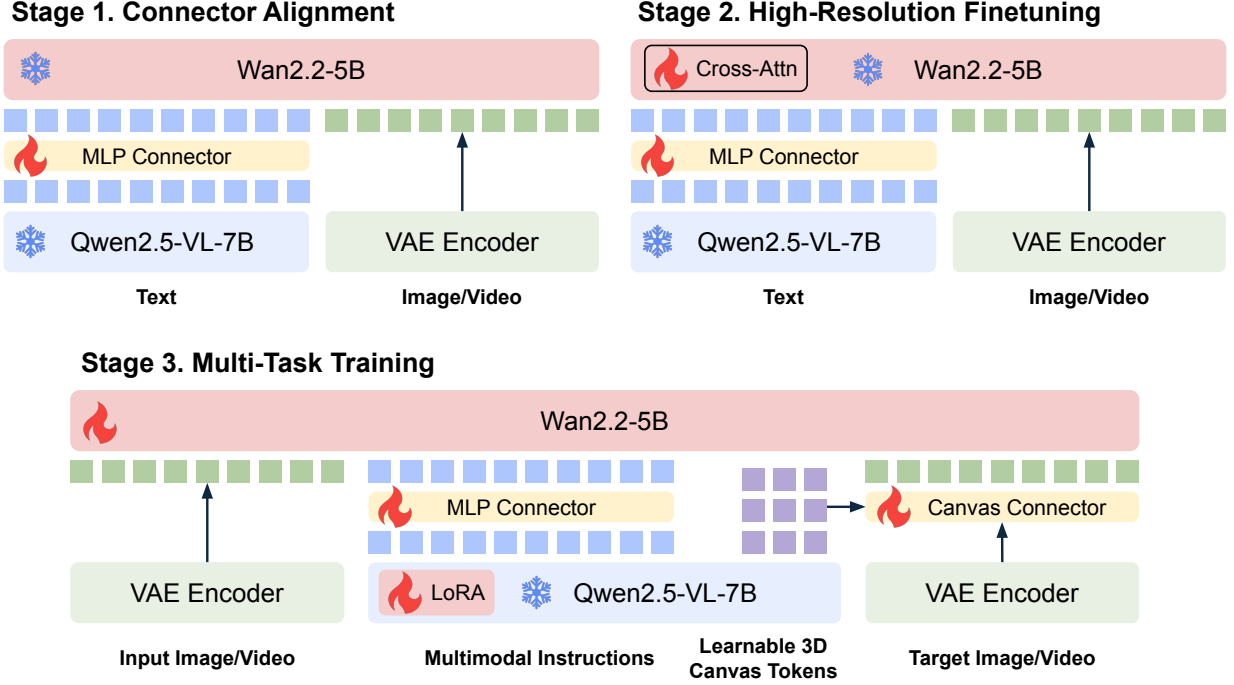 Stage 1. Connector Alignment
Wan2.2-5B
MLP Connector
Qwen2.5-VL-7B
VAE Encoder
Text
Image/Video
Stage 2. High-Resolution Finetuning
Cross-Attn
Wan2.2-5B
MLP Connector
Qwen2.5-VL-7B
VAE Encoder
Text
Image/Video
Stage 3. Multi-Task Training
Wan2.2-5B
MLP Connector
Canvas Connector
VAE Encoder
LoRA
Qwen2.5-VL-7B
VAE Encoder
Input Image/Video
Multimodal Instructions
Learnable 3D
Canvas Tokens
Target Image/Video